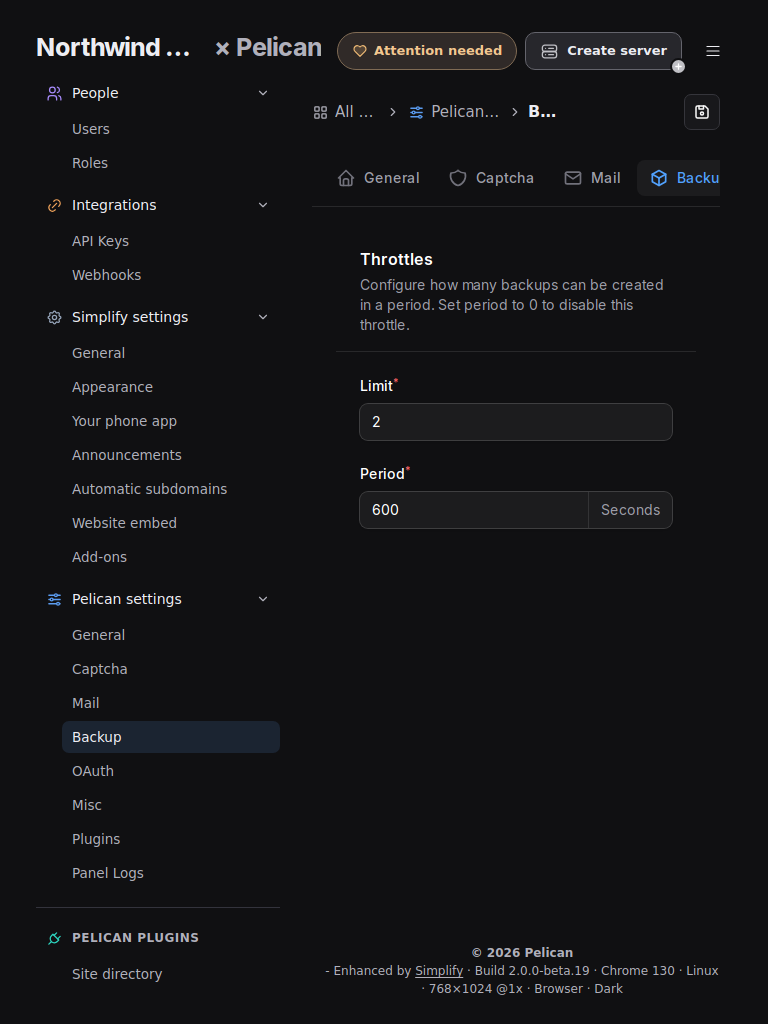 Northwind ... × Pelican
Attention needed
Create server
People
Users
Roles
Integrations
API Keys
Webhooks
Simplify settings
General
Appearance
Your phone app
Announcements
Automatic subdomains
Website embed
Add-ons
Pelican settings
General
Captcha
Mail
Backup
OAuth
Misc
Plugins
Panel Logs
PELICAN PLUGINS
Site directory
All ... › Pelican... › B...
General
Captcha
Mail
Backu
Throttles
Configure how many backups can be created
in a period. Set period to 0 to disable this
throttle.
Limit*
2
Period*
600 Seconds
© 2026 Pelican
- Enhanced by Simplify · Build 2.0.0-beta.19 · Chrome 130 · Linux
· 768×1024 @1x · Browser · Dark